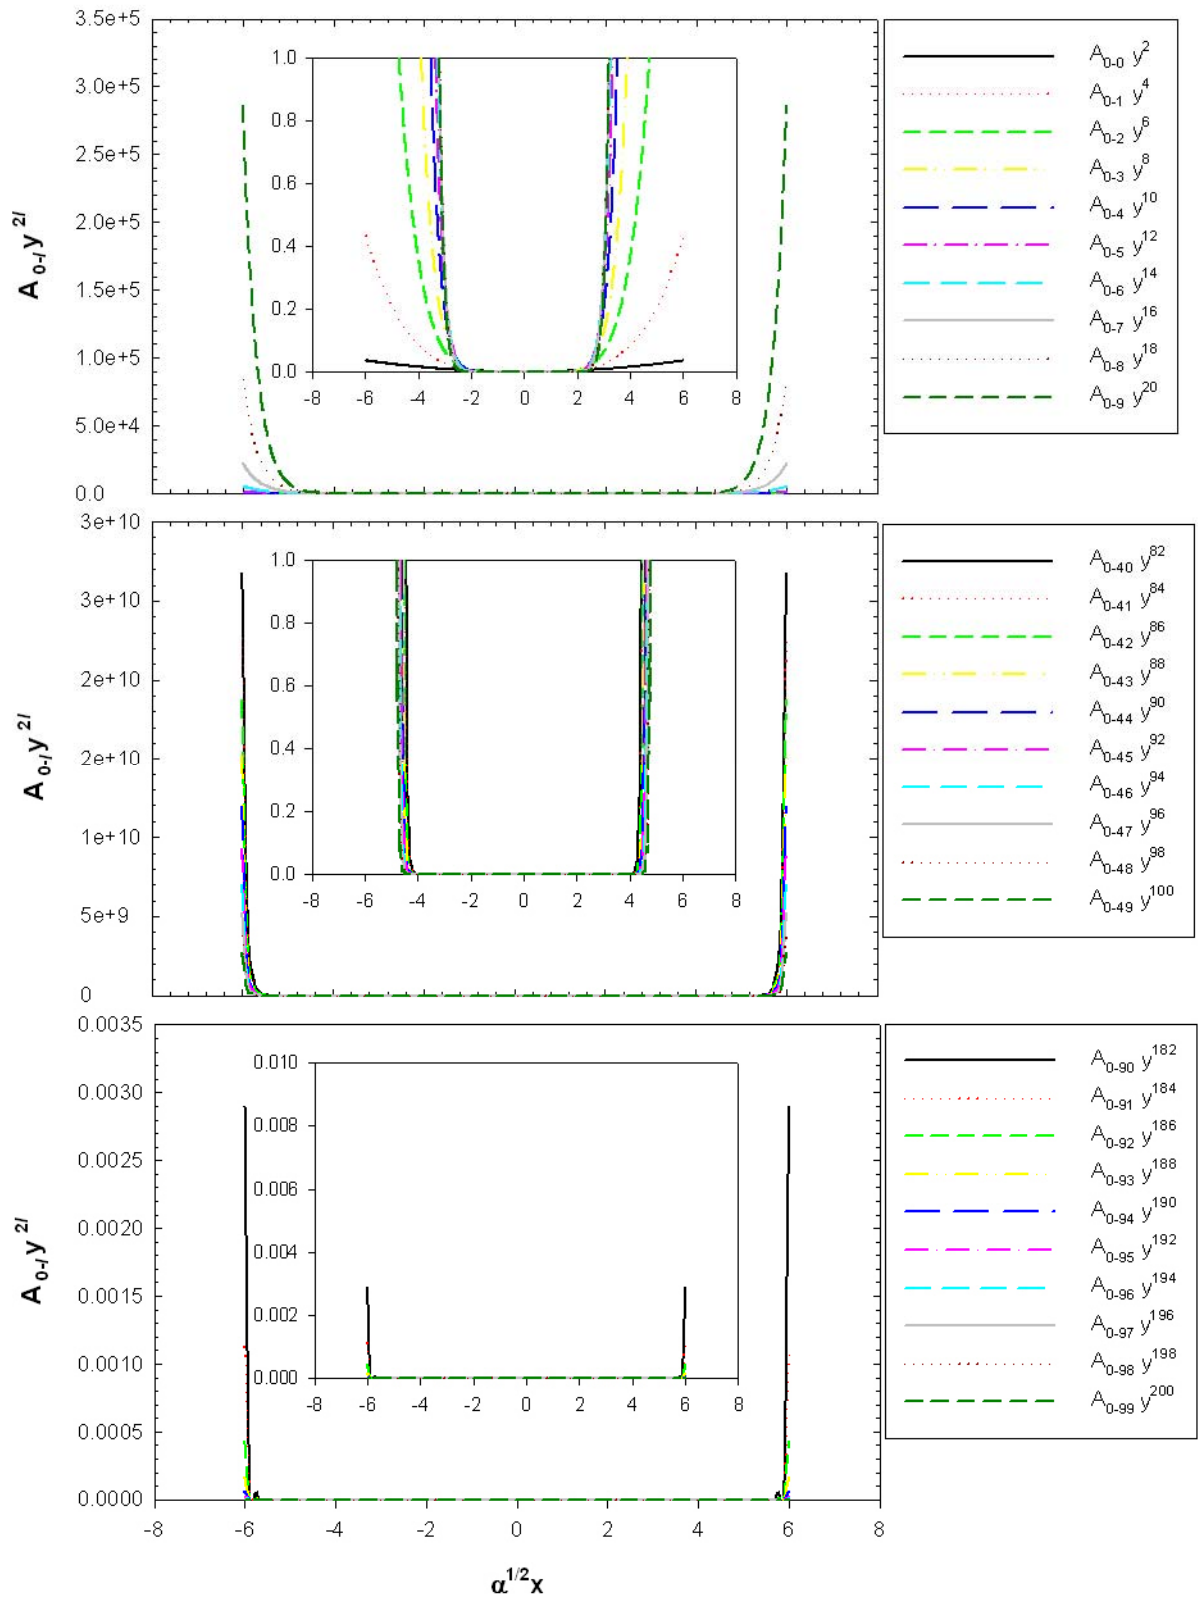 3.5e+5
3.0e+5
2.5e+5
2.0e+5
1.5e+5
1.0e+5
5.0e+4
0.0
A0-l y 2l
1.0
0.8
0.6
0.4
0.2
0.0
-8 -6 -4 -2 0 2 4 6 8
A0-0 y2
A0-1 y4
A0-2 y6
A0-3 y8
A0-4 y10
A0-5 y12
A0-6 y14
A0-7 y16
A0-8 y18
A0-9 y20
3e+10
3e+10
2e+10
2e+10
1e+10
5e+9
0
A0-l y 2l
1.0
0.8
0.6
0.4
0.2
0.0
-8 -6 -4 -2 0 2 4 6 8
A0-40 y82
A0-41 y84
A0-42 y86
A0-43 y88
A0-44 y90
A0-45 y92
A0-46 y94
A0-47 y96
A0-48 y98
A0-49 y100
0.0035
0.0030
0.0025
0.0020
0.0015
0.0010
0.0005
0.0000
A0-l y 2l
0.010
0.008
0.006
0.004
0.002
0.000
-8 -6 -4 -2 0 2 4 6 8
A0-90 y182
A0-91 y184
A0-92 y186
A0-93 y188
A0-94 y190
A0-95 y192
A0-96 y194
A0-97 y196
A0-98 y198
A0-99 y200
-8 -6 -4 -2 0 2 4 6 8
α1/2x